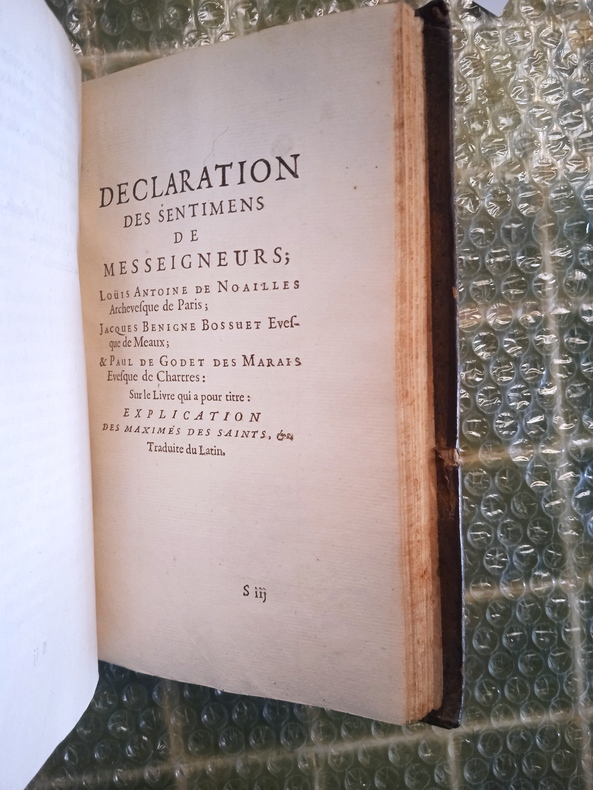 DECLARATION
DES SENTIMENS
DE
MESSEIGNEURS;
Loüis Antoine de Noailles
Archevesque de Paris;
Jacques Benigne Bossuet Eves-
que de Meaux;
& Paul de Godet des Marais
Evesque de Chartres:
Sur le Livre qui a pour titre:
EXPLICATION
DES MAXIMES DES SAINTS, &c.
Traduite du Latin.
S iij